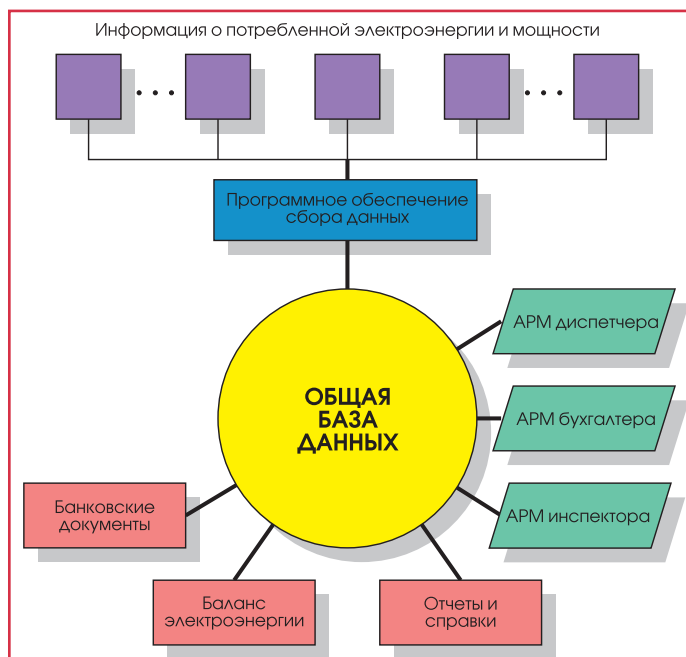 Информация о потребленной электроэнергии и мощности
Программное обеспечение
сбора данных
АРМ диспетчера
ОБЩАЯ
БАЗА
ДАННЫХ
АРМ бухгалтера
Банковские
документы
АРМ инспектора
Баланс
электроэнергии
Отчеты и
справки